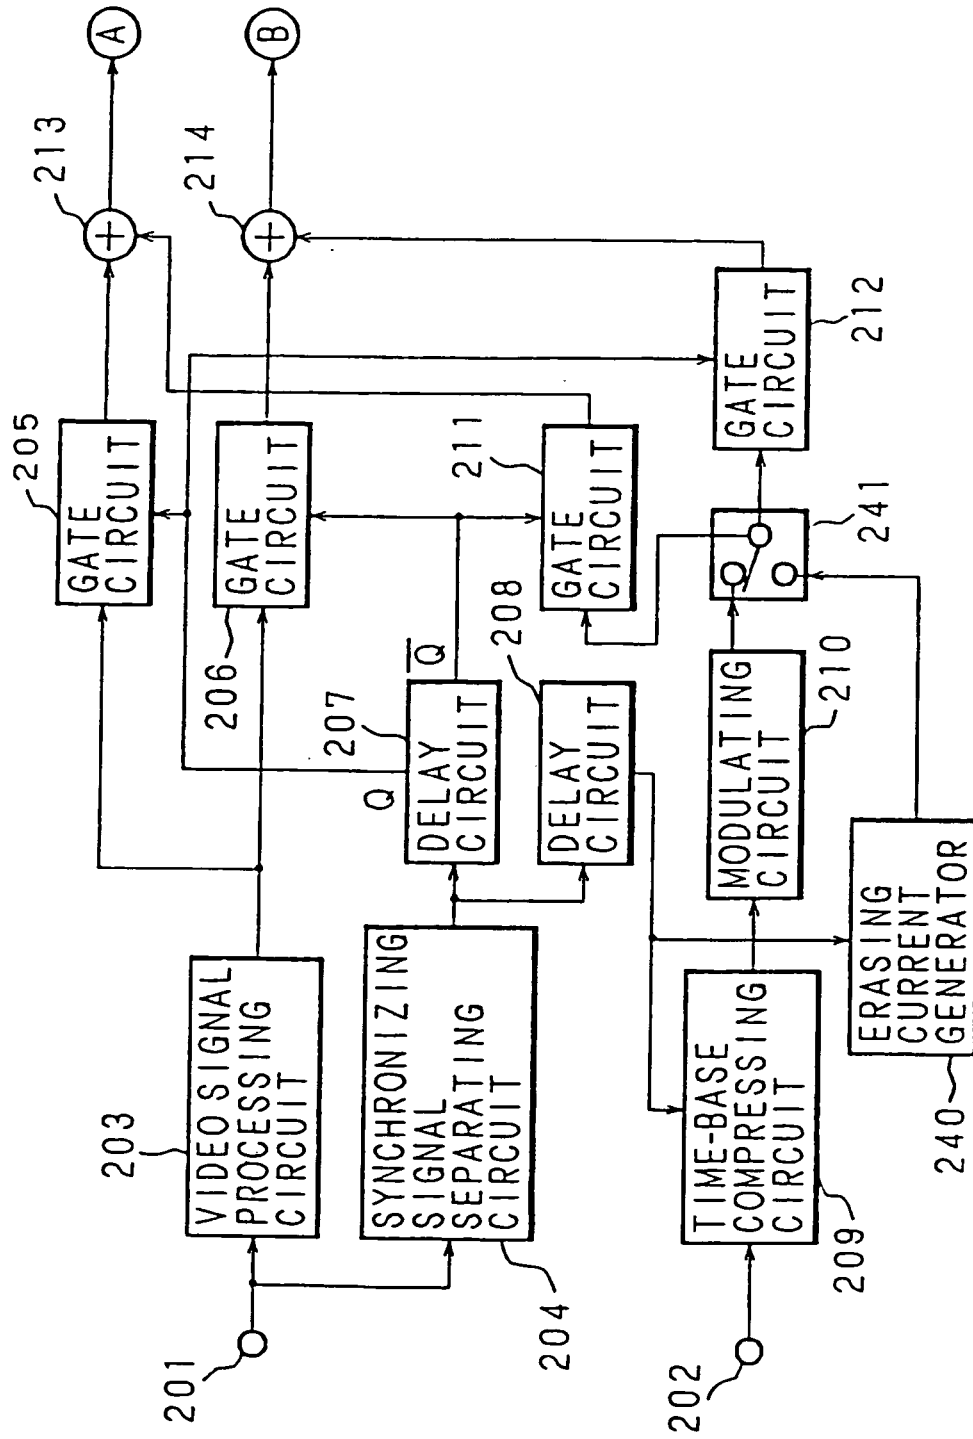 201
203
VIDEO SIGNAL
PROCESSING
CIRCUIT
205
GATE
CIRCUIT
213
+
A
206
GATE
CIRCUIT
214
+
B
204
SYNCHRONIZING
SIGNAL
SEPARATING
CIRCUIT
207
Q
Q̅
DELAY
CIRCUIT
208
DELAY
CIRCUIT
211
GATE
CIRCUIT
202
209
TIME-BASE
COMPRESSING
CIRCUIT
210
MODULATING
CIRCUIT
241
212
GATE
CIRCUIT
240
ERASING
CURRENT
GENERATOR